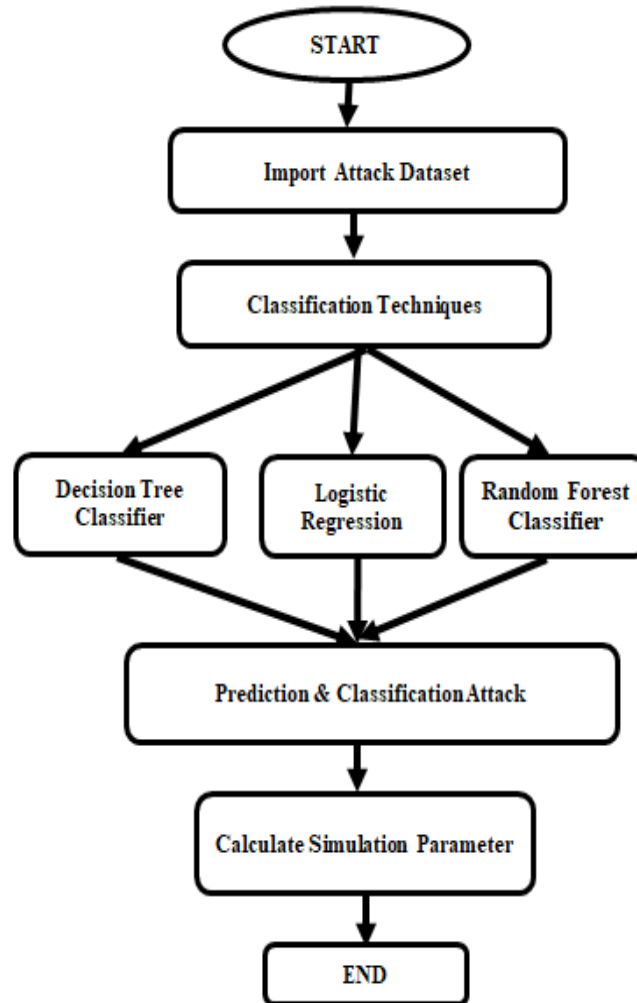 START
Import Attack Dataset
Classification Techniques
Decision Tree
Classifier
Logistic
Regression
Random Forest
Classifier
Prediction & Classification Attack
Calculate Simulation Parameter
END